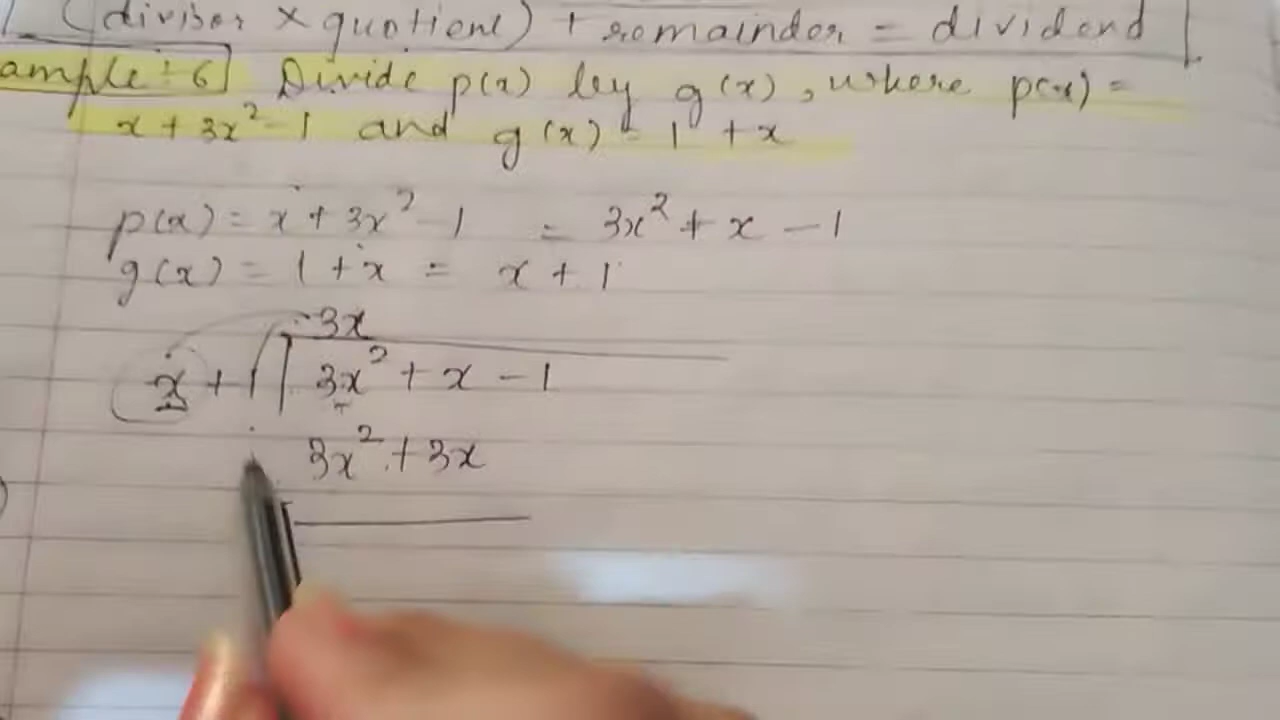 (divisor × quotient) + remainder = dividend
ample :- 6] Divide p(x) by g(x), where p(x) =
x + 3x² - 1 and g(x) = 1 + x
p(x) = x + 3x² - 1 = 3x² + x - 1
g(x) = 1 + x = x + 1
3x
x + 1 3x² + x - 1
3x² + 3x